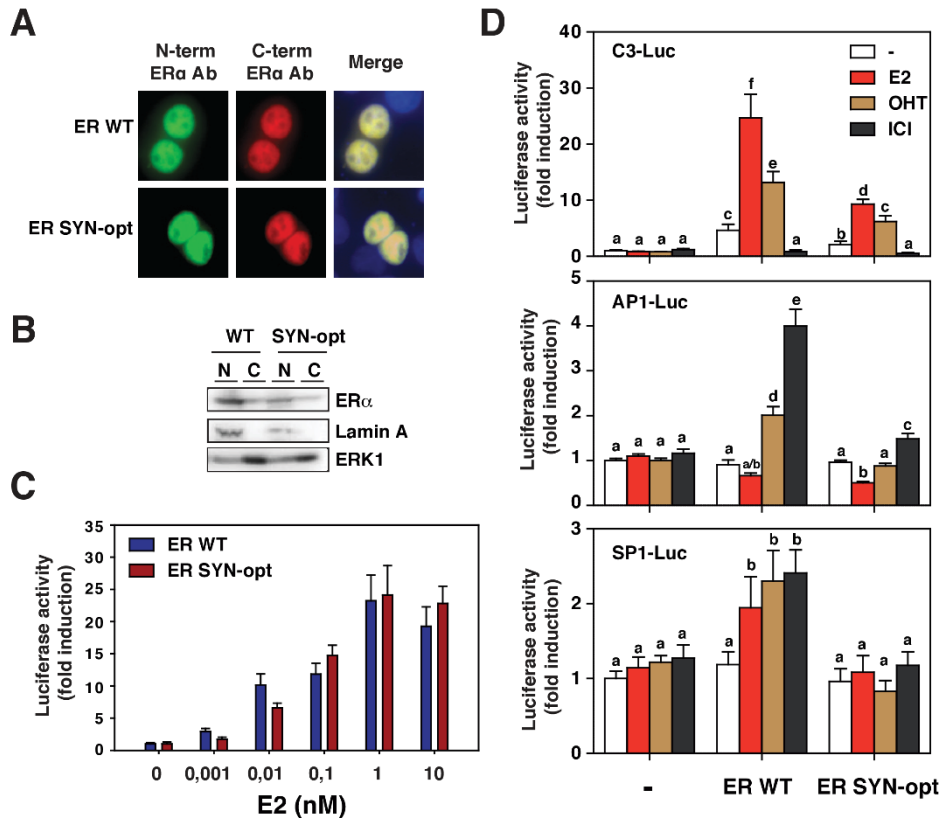 A
N-term
ERα Ab
C-term
ERα Ab
Merge
ER WT
ER SYN-opt
B
WT SYN-opt
N C N C
ERα
Lamin A
ERK1
C
Luciferase activity
(fold induction)
35
30
25
20
15
10
5
0
ER WT
ER SYN-opt
0 0,001 0,01 0,1 1 10
E2 (nM)
D
Luciferase activity
(fold induction)
40
30
20
10
0
C3-Luc
-
E2
OHT
ICI
a a a a c f e a b d c a
Luciferase activity
(fold induction)
5
4
3
2
1
0
AP1-Luc
a a a a a a/b d e a b a c
Luciferase activity
(fold induction)
3
2
1
0
SP1-Luc
a a a a a b b b a a a a
- ER WT ER SYN-opt